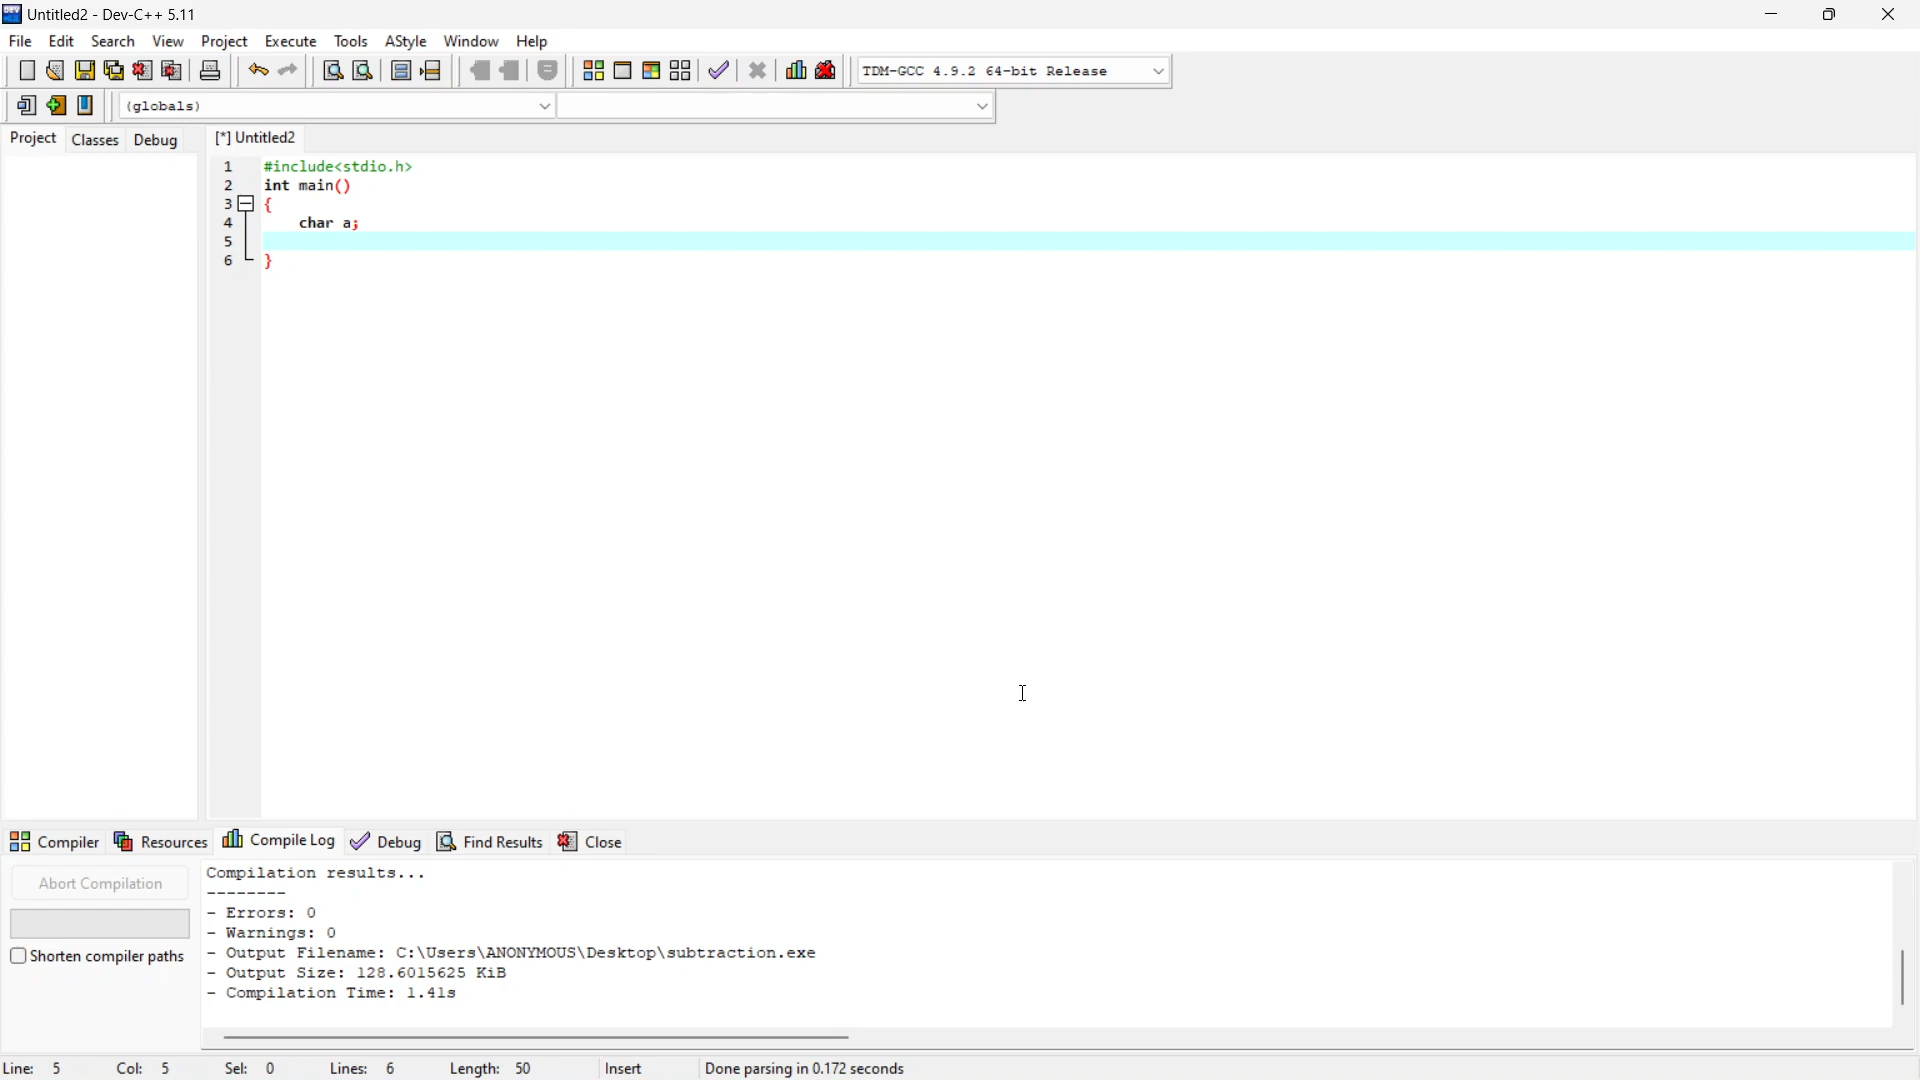 Untitled2 - Dev-C++ 5.11
File Edit Search View Project Execute Tools AStyle Window Help
TDM-GCC 4.9.2 64-bit Release
(globals)
Project Classes Debug [*] Untitled2
1 #include<stdio.h>
2 int main()
3 {
4 char a;
5
6 }
Compiler Resources Compile Log Debug Find Results Close
Abort Compilation
Shorten compiler paths
Compilation results...
--------
- Errors: 0
- Warnings: 0
- Output Filename: C:\Users\ANONYMOUS\Desktop\subtraction.exe
- Output Size: 128.6015625 KiB
- Compilation Time: 1.41s
Line: 5 Col: 5 Sel: 0 Lines: 6 Length: 50 Insert Done parsing in 0.172 seconds